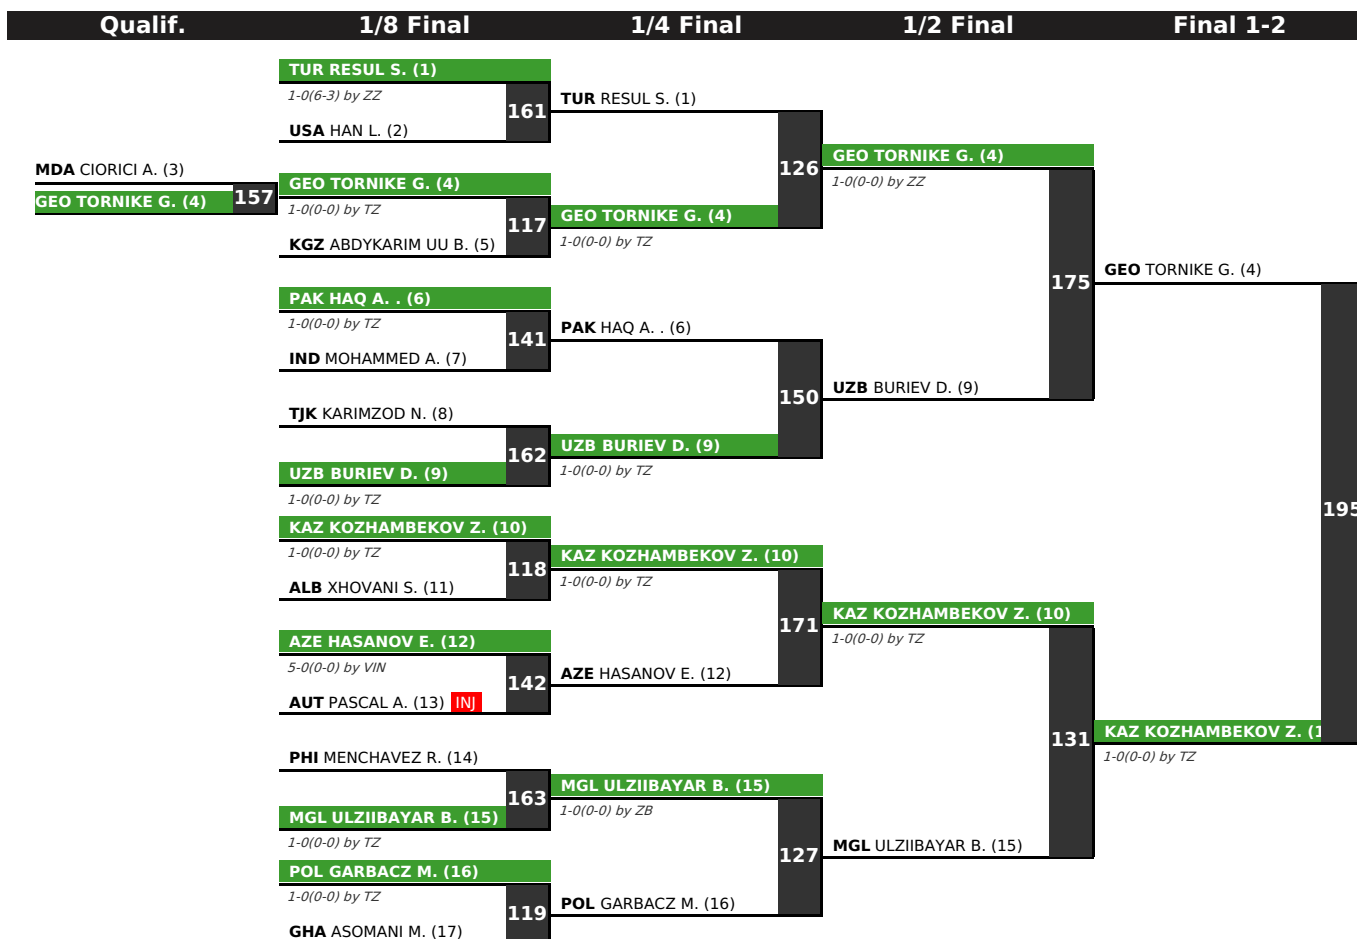 Qualif.
1/8 Final
1/4 Final
1/2 Final
Final 1-2
MDA CIORICI A. (3)
GEO TORNIKE G. (4)
157
TUR RESUL S. (1)
1-0(6-3) by ZZ
USA HAN L. (2)
161
GEO TORNIKE G. (4)
1-0(0-0) by TZ
KGZ ABDYKARIM UU B. (5)
117
PAK HAQ A. . (6)
1-0(0-0) by TZ
IND MOHAMMED A. (7)
141
TJK KARIMZOD N. (8)
162
UZB BURIEV D. (9)
1-0(0-0) by TZ
KAZ KOZHAMBEKOV Z. (10)
1-0(0-0) by TZ
ALB XHOVANI S. (11)
118
AZE HASANOV E. (12)
5-0(0-0) by VIN
AUT PASCAL A. (13) INJ
142
PHI MENCHAVEZ R. (14)
163
MGL ULZIIBAYAR B. (15)
1-0(0-0) by TZ
POL GARBACZ M. (16)
1-0(0-0) by TZ
GHA ASOMANI M. (17)
119
TUR RESUL S. (1)
126
GEO TORNIKE G. (4)
1-0(0-0) by TZ
PAK HAQ A. . (6)
150
UZB BURIEV D. (9)
1-0(0-0) by TZ
KAZ KOZHAMBEKOV Z. (10)
1-0(0-0) by TZ
171
AZE HASANOV E. (12)
MGL ULZIIBAYAR B. (15)
1-0(0-0) by ZB
127
POL GARBACZ M. (16)
GEO TORNIKE G. (4)
1-0(0-0) by ZZ
175
UZB BURIEV D. (9)
KAZ KOZHAMBEKOV Z. (10)
1-0(0-0) by TZ
131
MGL ULZIIBAYAR B. (15)
GEO TORNIKE G. (4)
195
KAZ KOZHAMBEKOV Z. (1
1-0(0-0) by TZ